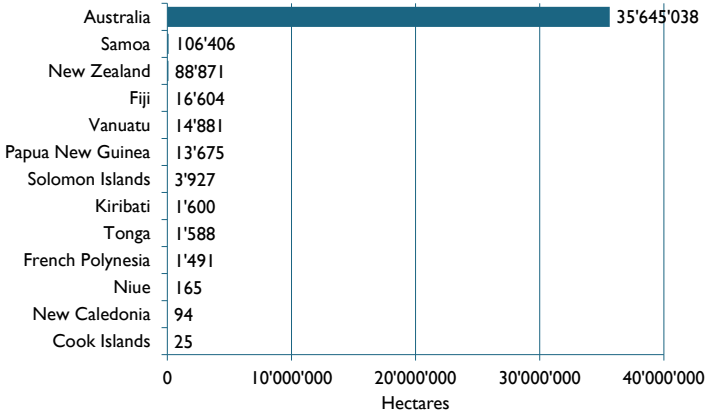 Australia 35'645'038
Samoa 106'406
New Zealand 88'871
Fiji 16'604
Vanuatu 14'881
Papua New Guinea 13'675
Solomon Islands 3'927
Kiribati 1'600
Tonga 1'588
French Polynesia 1'491
Niue 165
New Caledonia 94
Cook Islands 25
0 10'000'000 20'000'000 30'000'000 40'000'000
Hectares